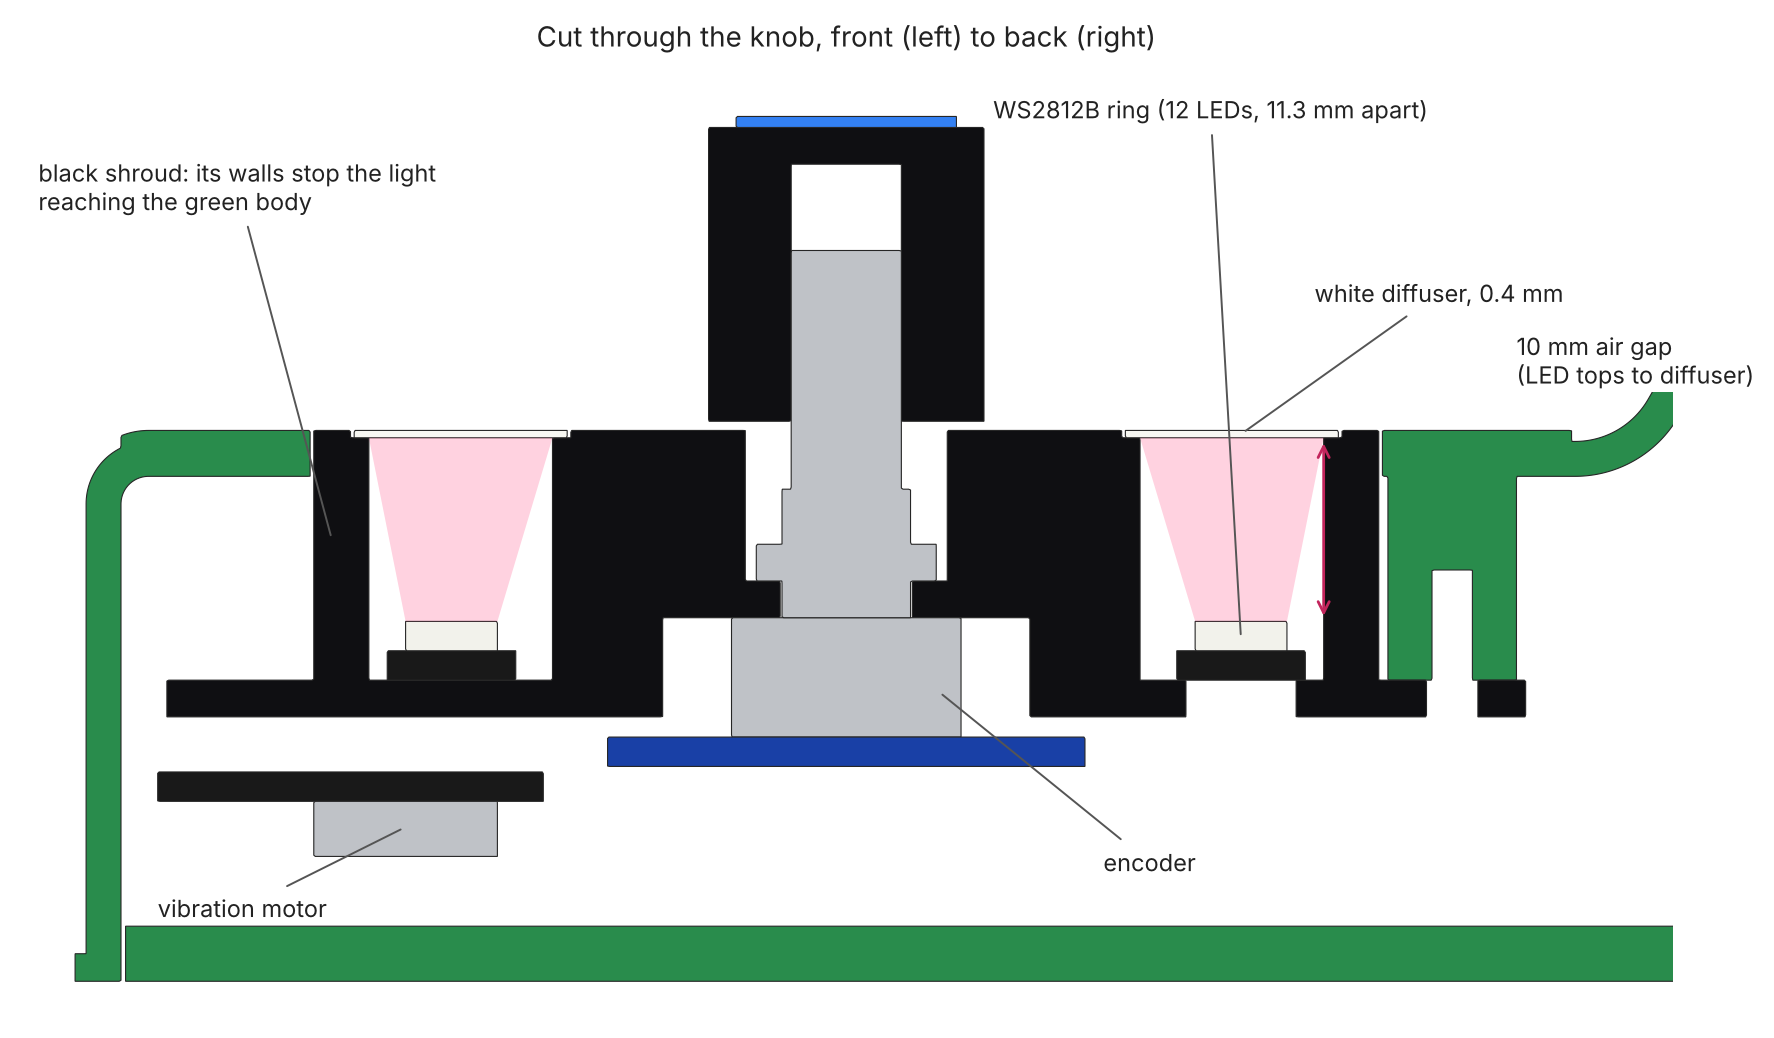 Cut through the knob, front (left) to back (right)
WS2812B ring (12 LEDs, 11.3 mm apart)
black shroud: its walls stop the light
reaching the green body
white diffuser, 0.4 mm
10 mm air gap
(LED tops to diffuser)
encoder
vibration motor